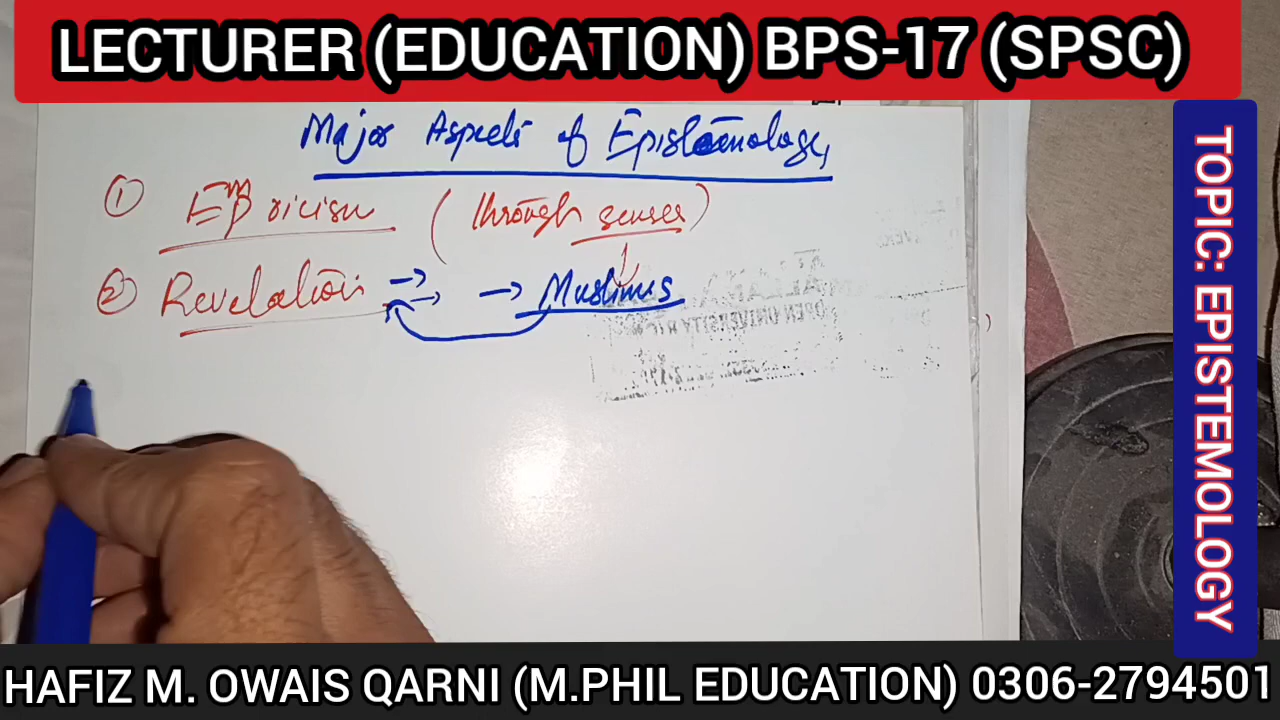 LECTURER (EDUCATION) BPS-17 (SPSC)
Major Aspects of Epistemology
① Empiricism (through senses)
② Revelation → → → Muslims
TOPIC: EPISTEMOLOGY
HAFIZ M. OWAIS QARNI (M.PHIL EDUCATION) 0306-2794501